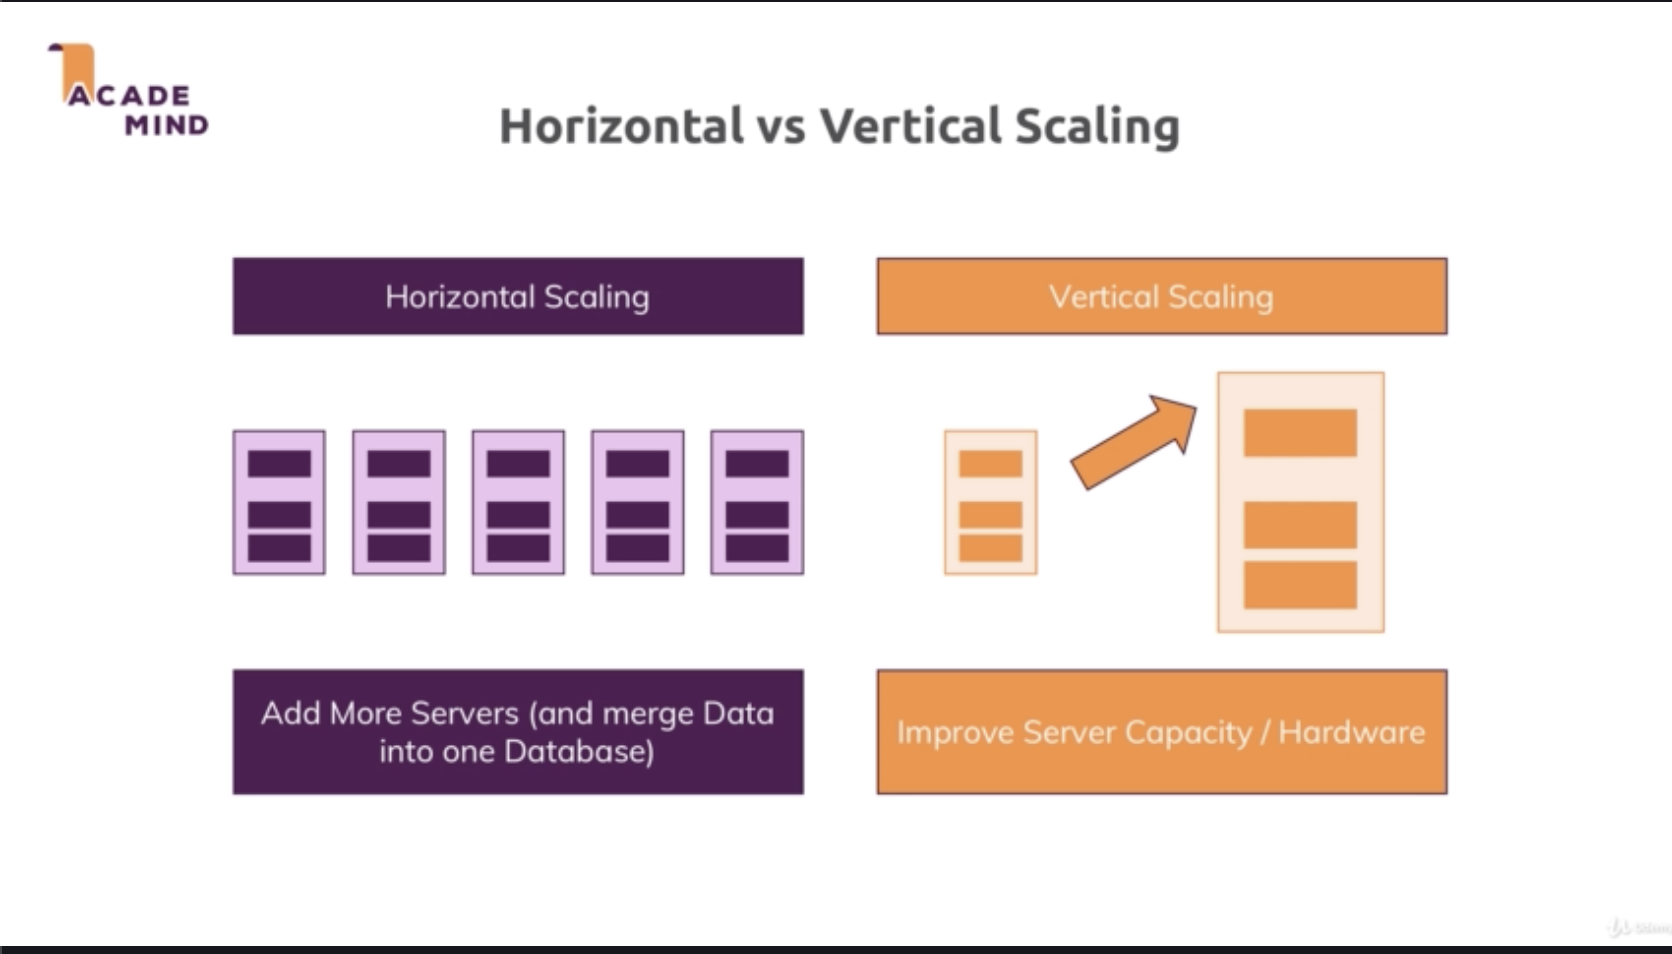 ACADE
MIND
Horizontal vs Vertical Scaling
Horizontal Scaling
Vertical Scaling
Add More Servers (and merge Data
into one Database)
Improve Server Capacity / Hardware